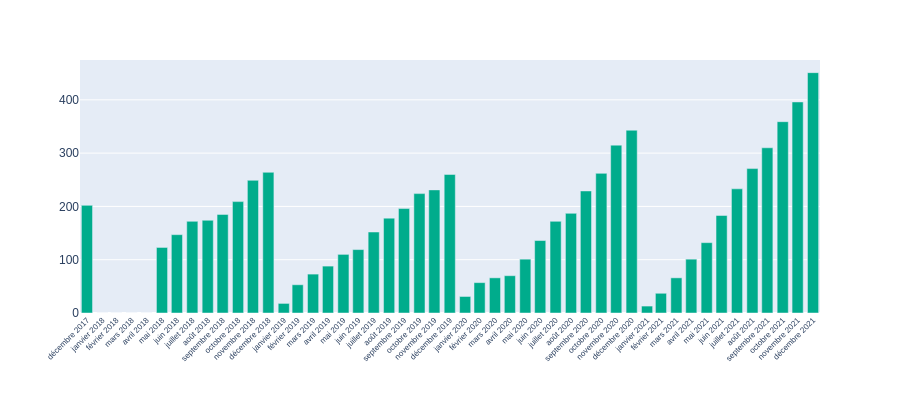 400
300
200
100
0
décembre 2017
janvier 2018
février 2018
mars 2018
avril 2018
mai 2018
juin 2018
juillet 2018
août 2018
septembre 2018
octobre 2018
novembre 2018
décembre 2018
janvier 2019
février 2019
mars 2019
avril 2019
mai 2019
juin 2019
juillet 2019
août 2019
septembre 2019
octobre 2019
novembre 2019
décembre 2019
janvier 2020
février 2020
mars 2020
avril 2020
mai 2020
juin 2020
juillet 2020
août 2020
septembre 2020
octobre 2020
novembre 2020
décembre 2020
janvier 2021
février 2021
mars 2021
avril 2021
mai 2021
juin 2021
juillet 2021
août 2021
septembre 2021
octobre 2021
novembre 2021
décembre 2021